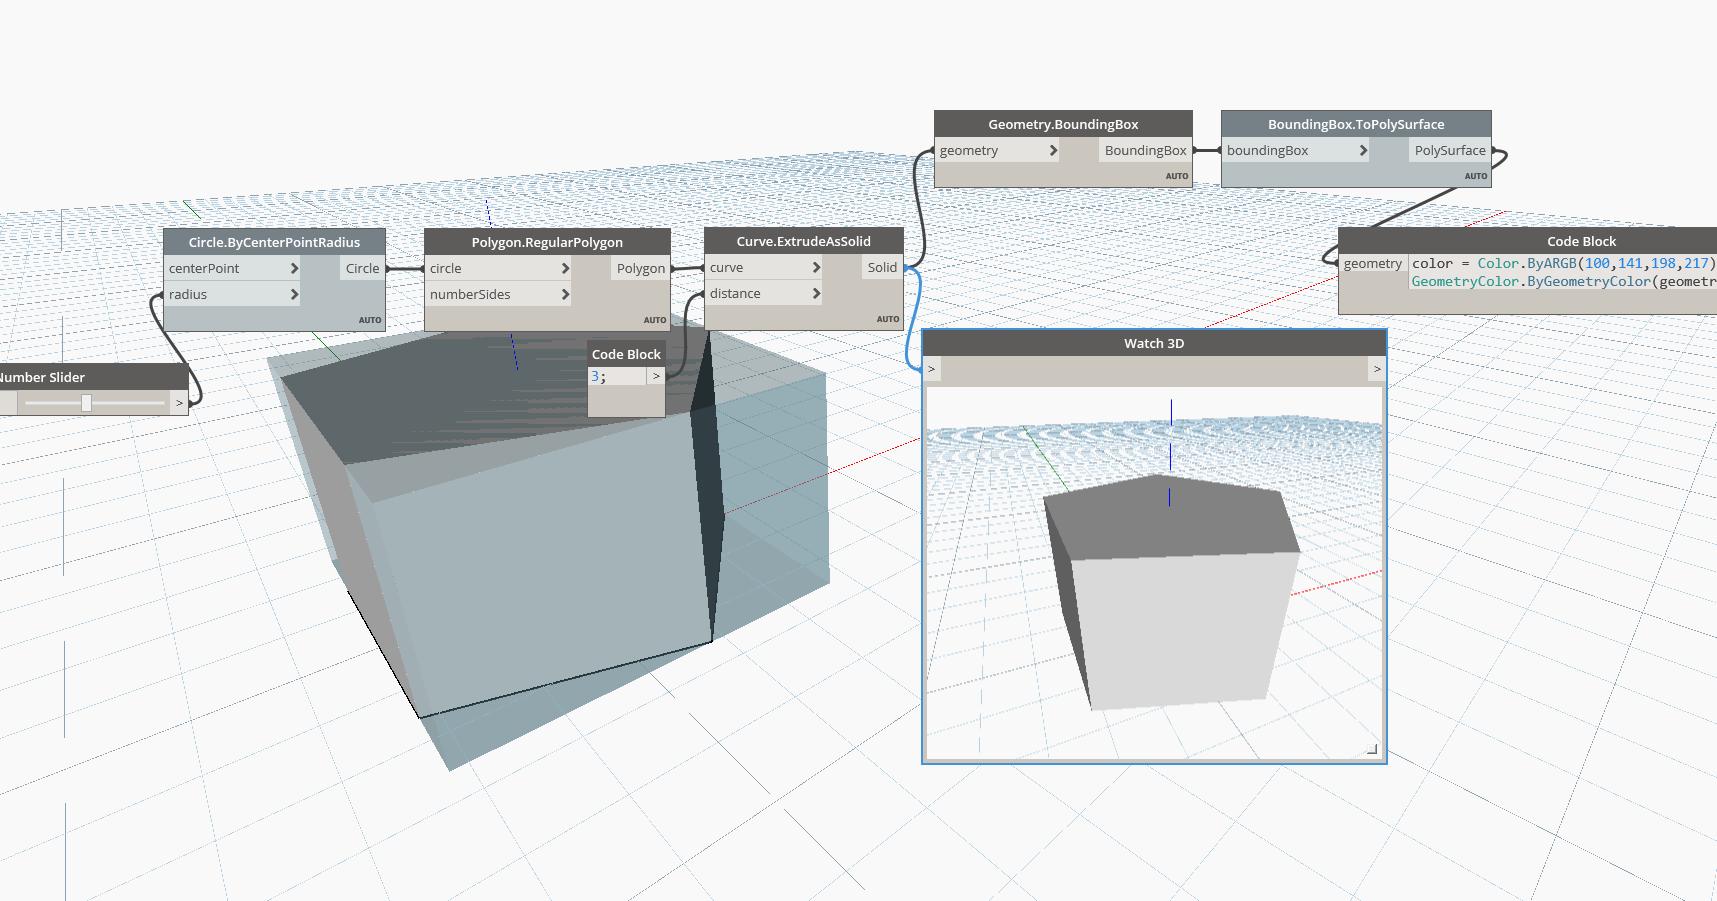 Geometry.BoundingBox
geometry > BoundingBox
AUTO
BoundingBox.ToPolySurface
boundingBox > PolySurface
AUTO
Circle.ByCenterPointRadius
centerPoint > Circle
radius >
AUTO
Polygon.RegularPolygon
circle > Polygon
numberSides >
AUTO
Curve.ExtrudeAsSolid
curve > Solid
distance >
AUTO
Code Block
geometry color = Color.ByARGB(100,141,198,217)
GeometryColor.ByGeometryColor(geometr
Number Slider
>
Code Block
3; >
Watch 3D
> >